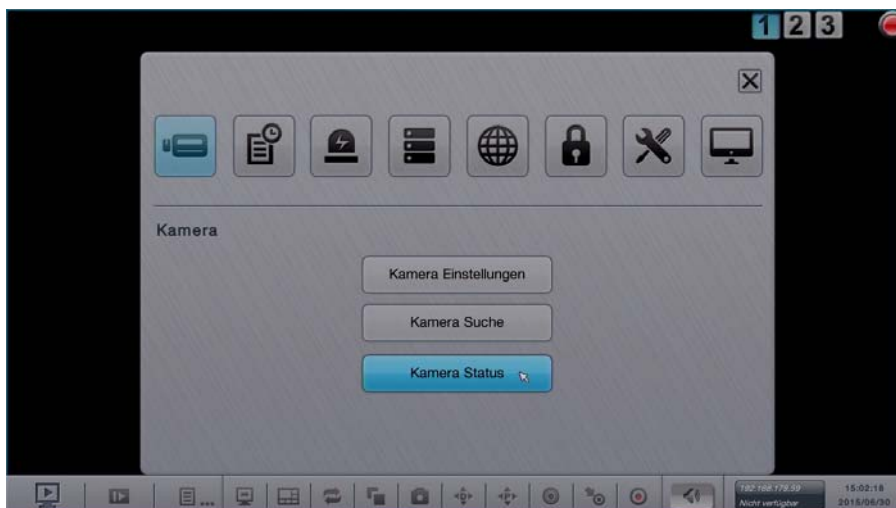 1 2 3
Kamera
Kamera Einstellungen
Kamera Suche
Kamera Status
192.168.179.59
Nicht verfügbar
15:02:18
2015/06/30